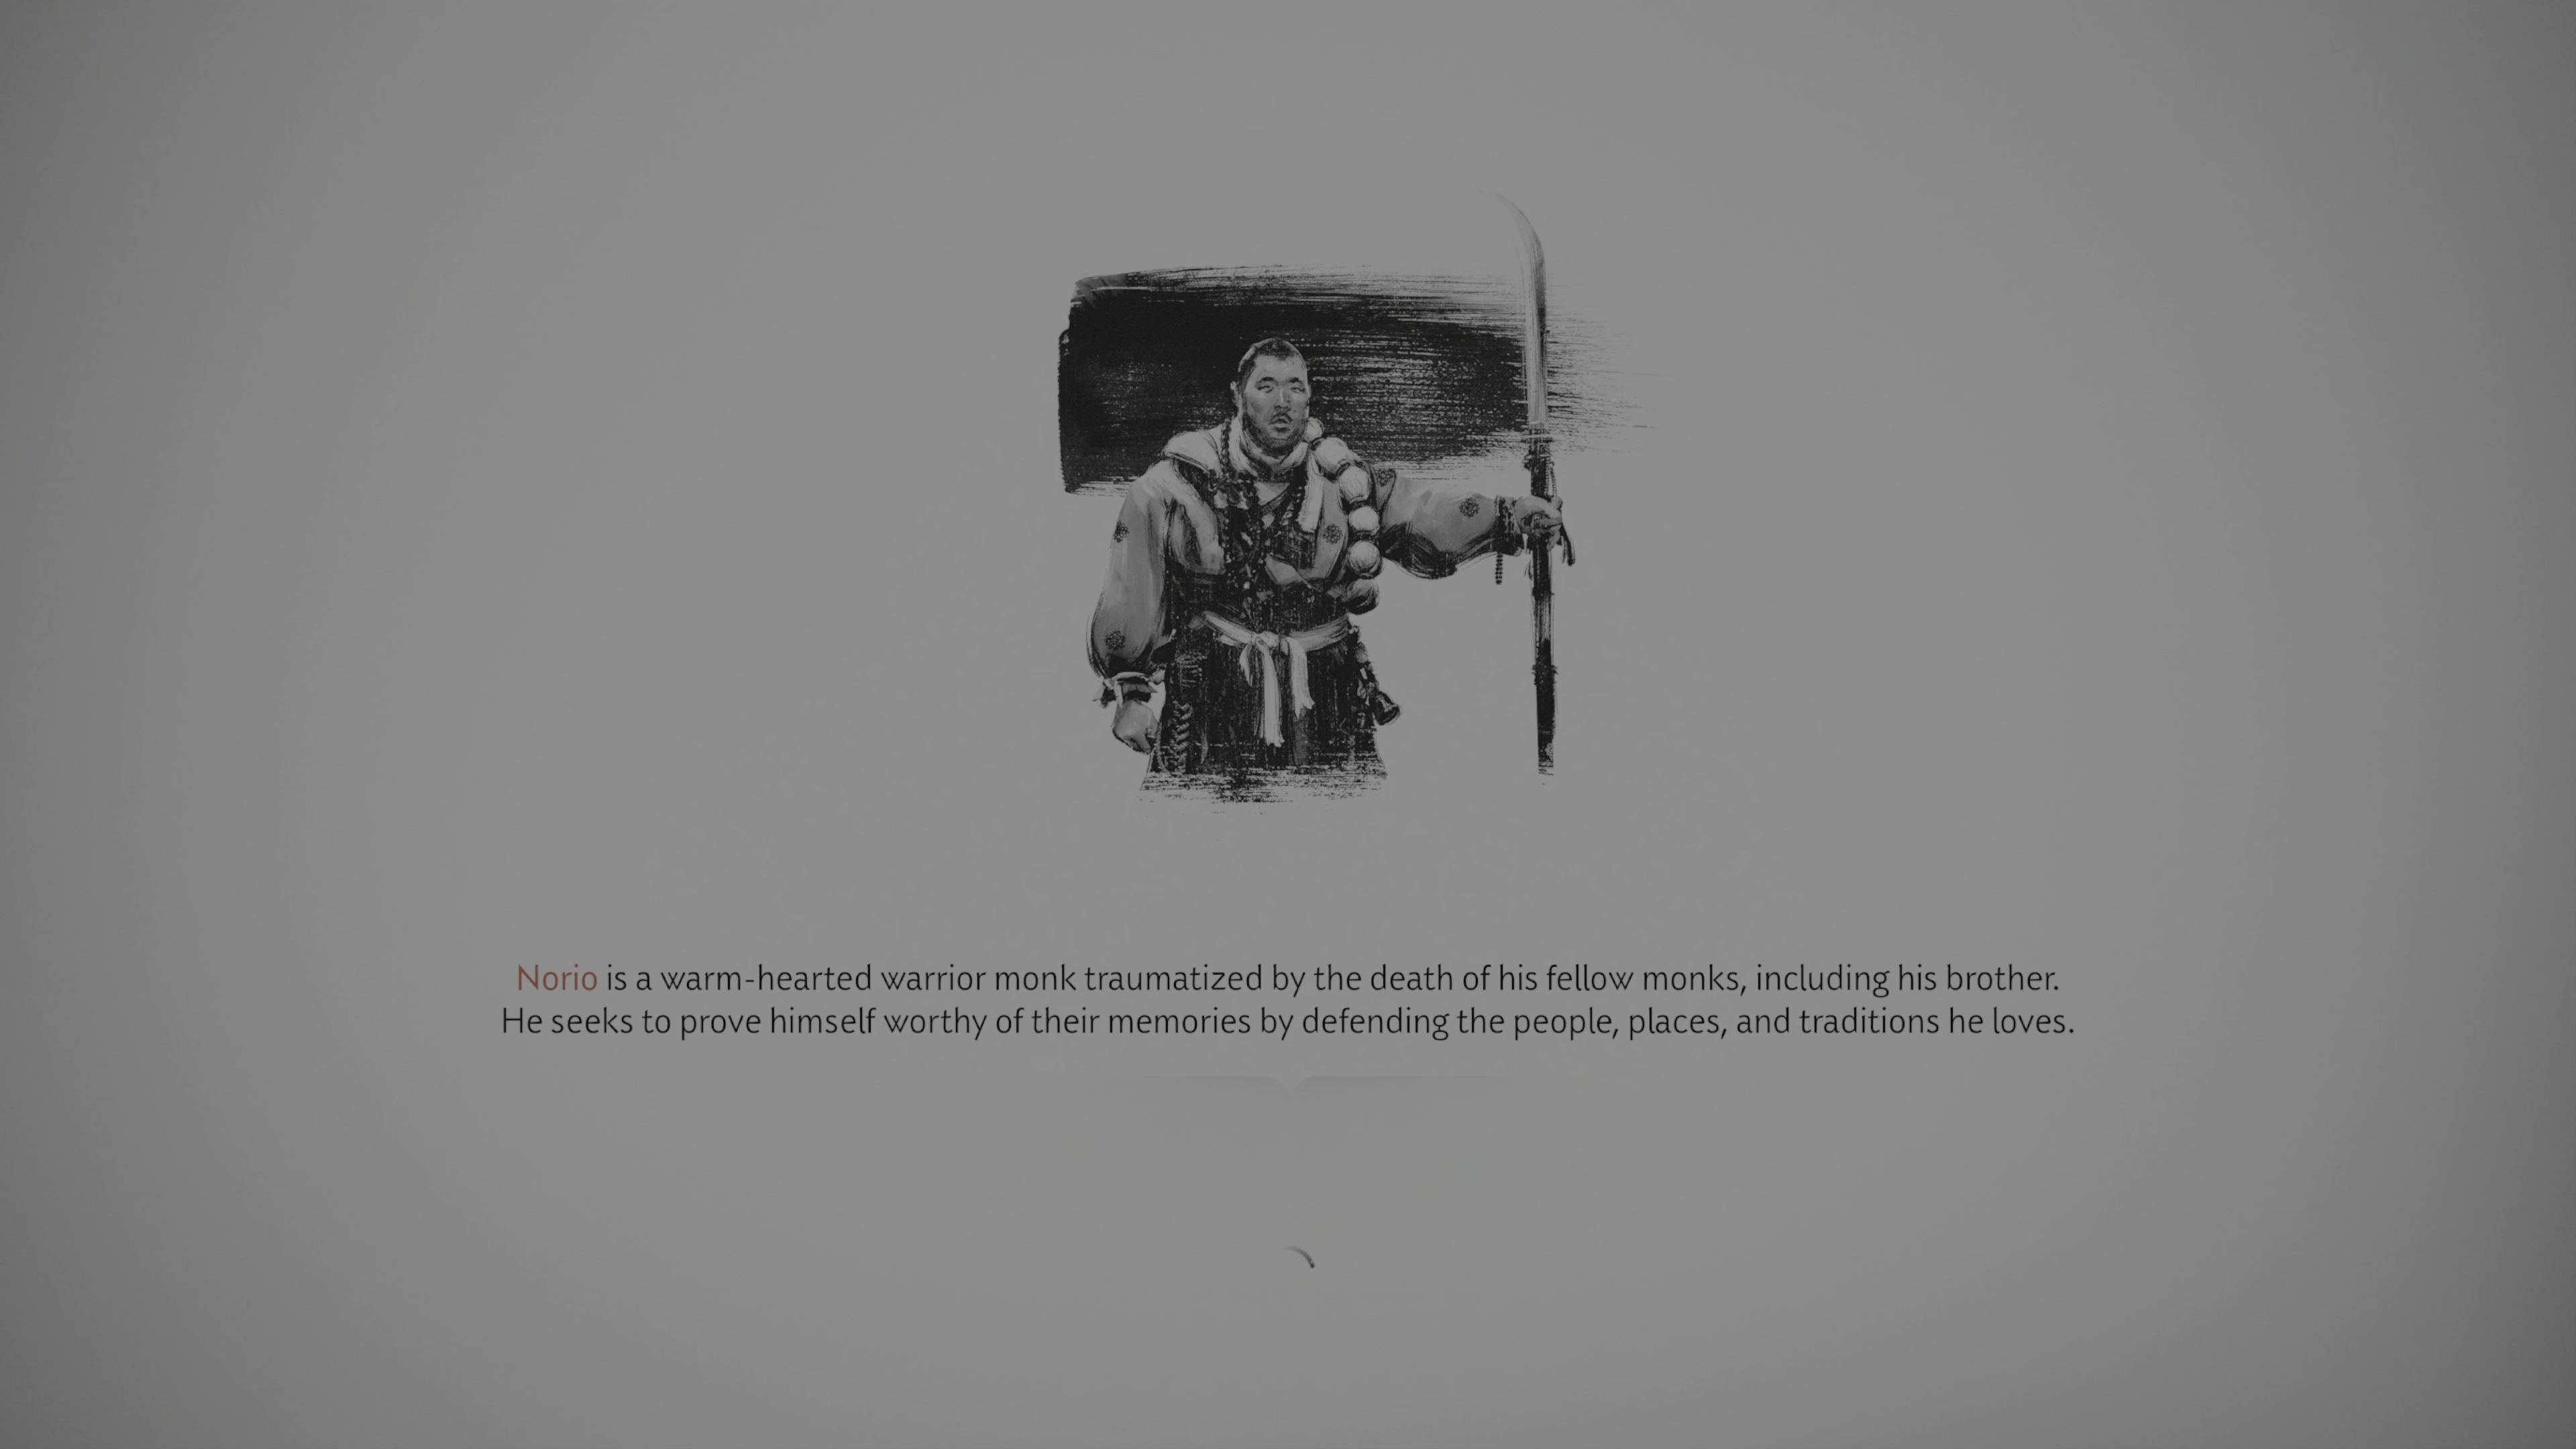 Norio is a warm-hearted warrior monk traumatized by the death of his fellow monks, including his brother.
He seeks to prove himself worthy of their memories by defending the people, places, and traditions he loves.